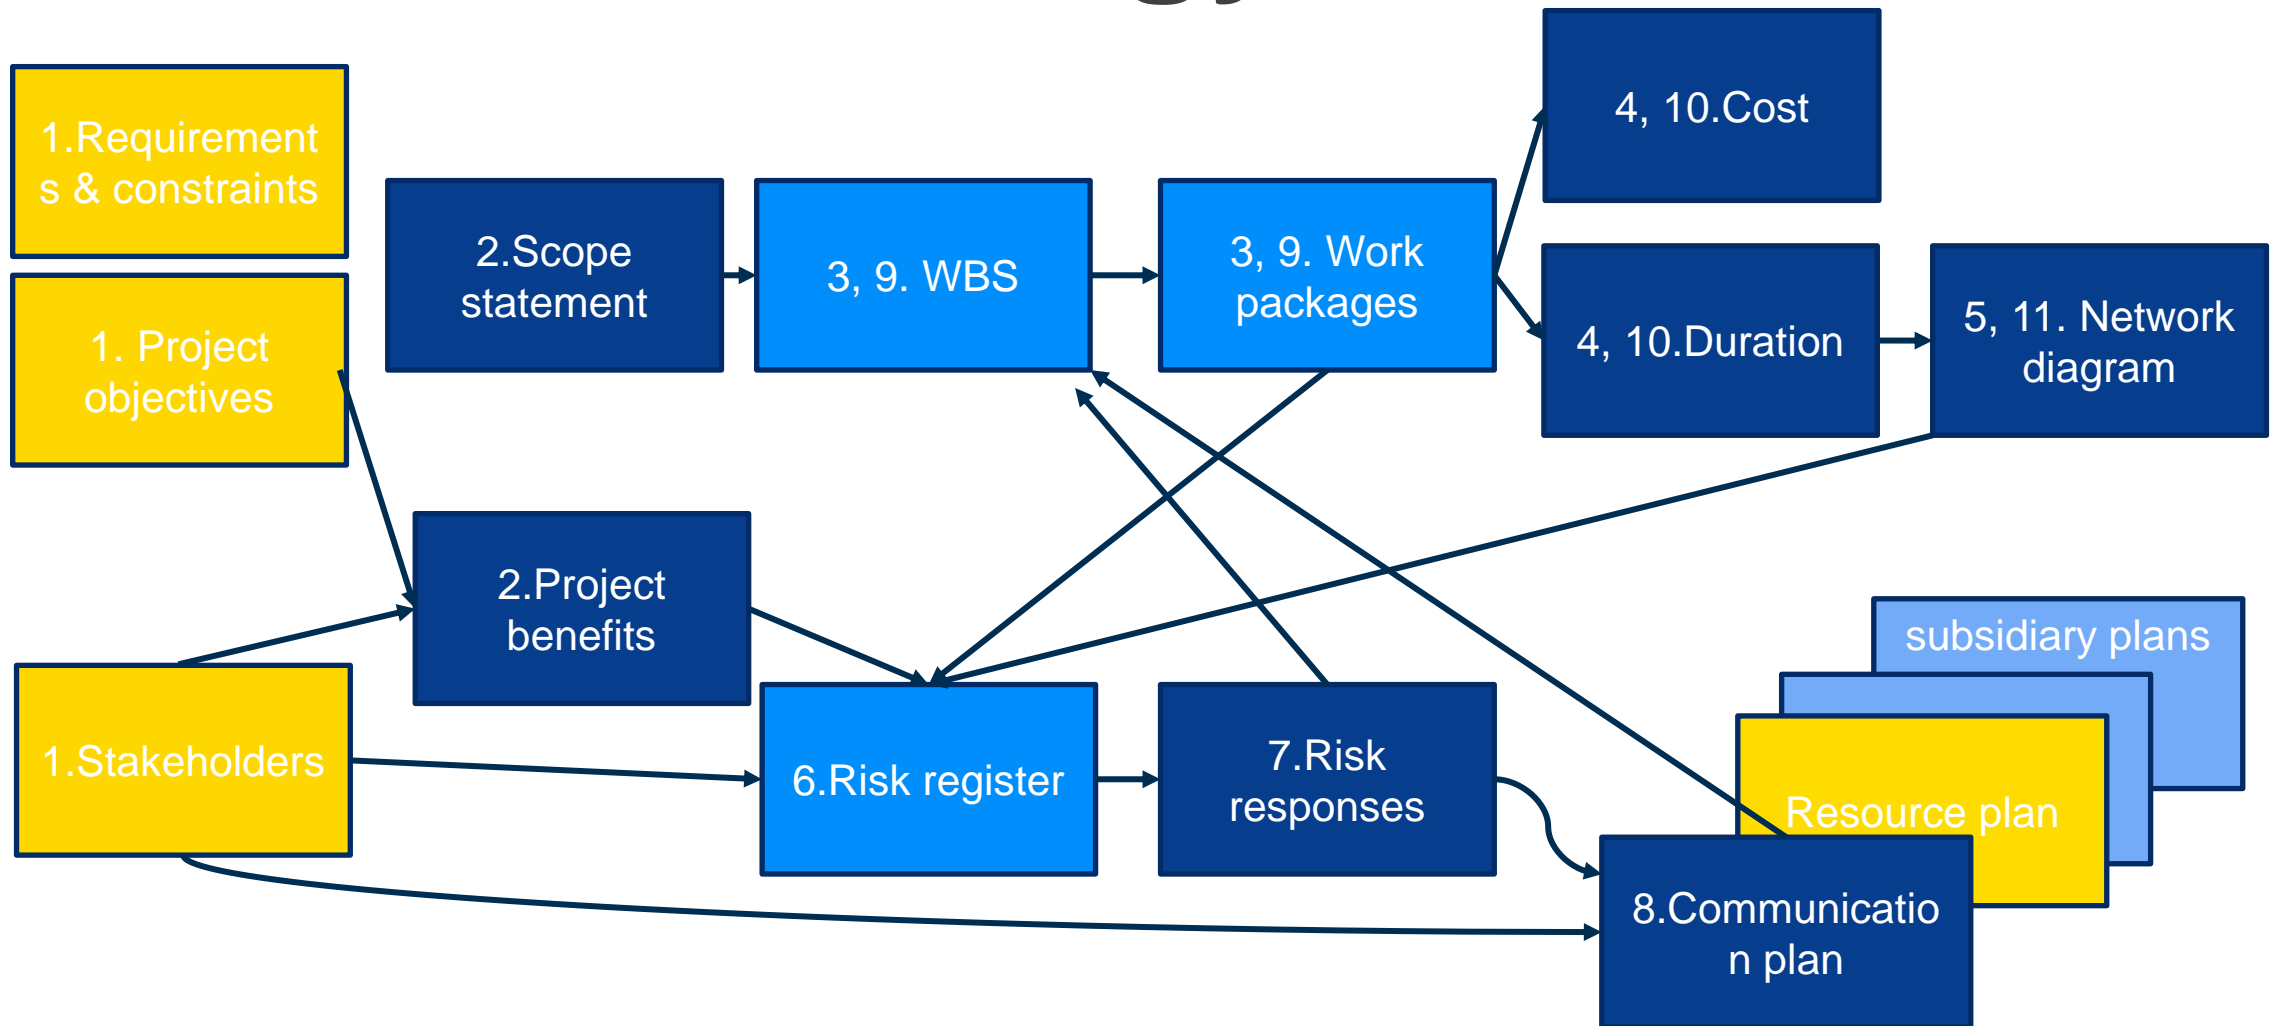 1.Requirement
s & constraints
1. Project
objectives
1.Stakeholders
2.Scope
statement
2.Project
benefits
3, 9. WBS
3, 9. Work
packages
4, 10.Cost
4, 10.Duration
5, 11. Network
diagram
6.Risk register
7.Risk
responses
subsidiary plans
Resource plan
8.Communicatio
n plan